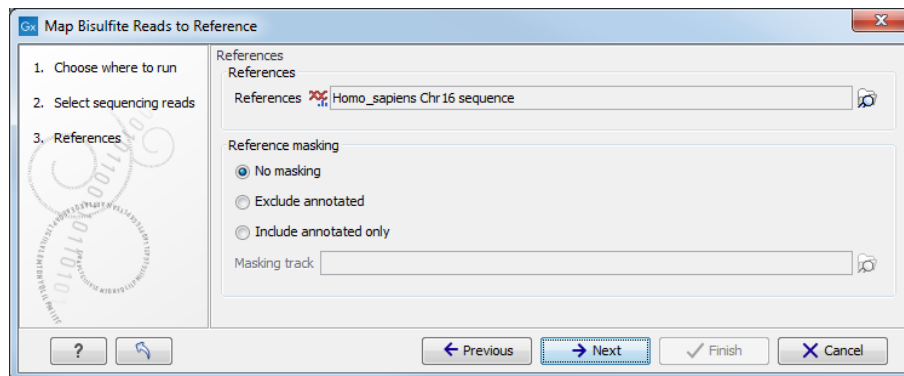 Gx Map Bisulfite Reads to Reference
1. Choose where to run
2. Select sequencing reads
3. References
References
References
References Homo_sapiens Chr16 sequence
Reference masking
No masking
Exclude annotated
Include annotated only
Masking track
? Previous Next Finish Cancel